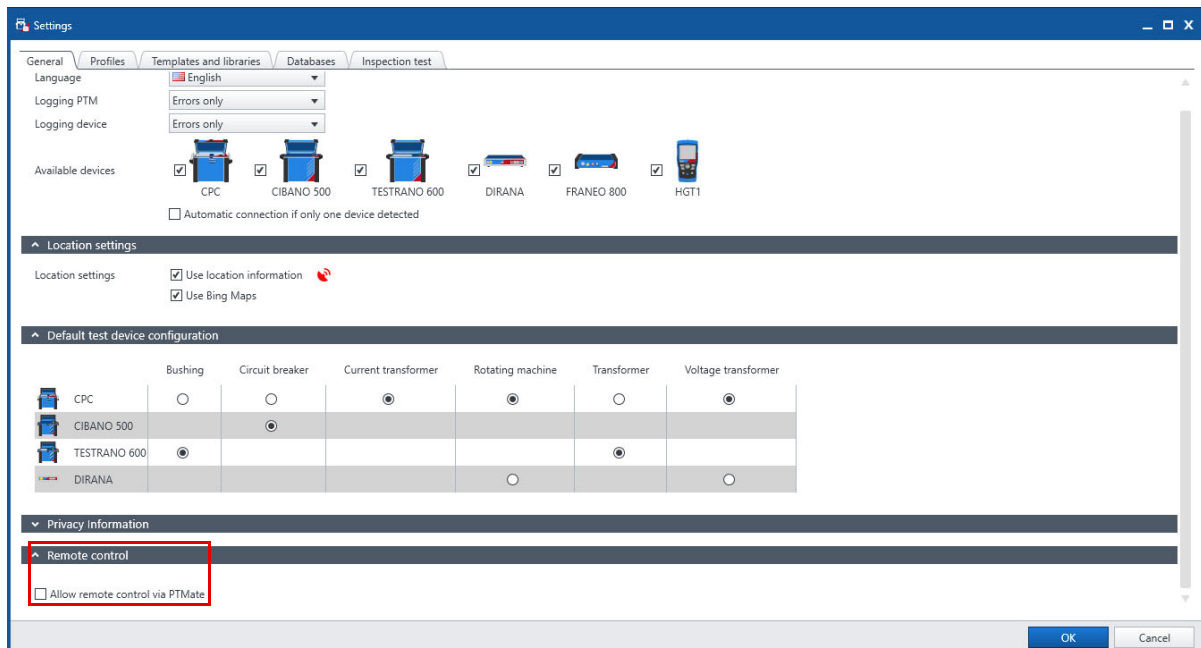 Settings
General Profiles Templates and libraries Databases Inspection test
Language English
Logging PTM Errors only
Logging device Errors only
Available devices
CPC CIBANO 500 TESTRANO 600 DIRANA FRANEO 800 HGT1
Automatic connection if only one device detected
Location settings
Location settings Use location information
Use Bing Maps
Default test device configuration
Bushing Circuit breaker Current transformer Rotating machine Transformer Voltage transformer
CPC
CIBANO 500
TESTRANO 600
DIRANA
Privacy Information
Remote control
Allow remote control via PTMate
OK Cancel